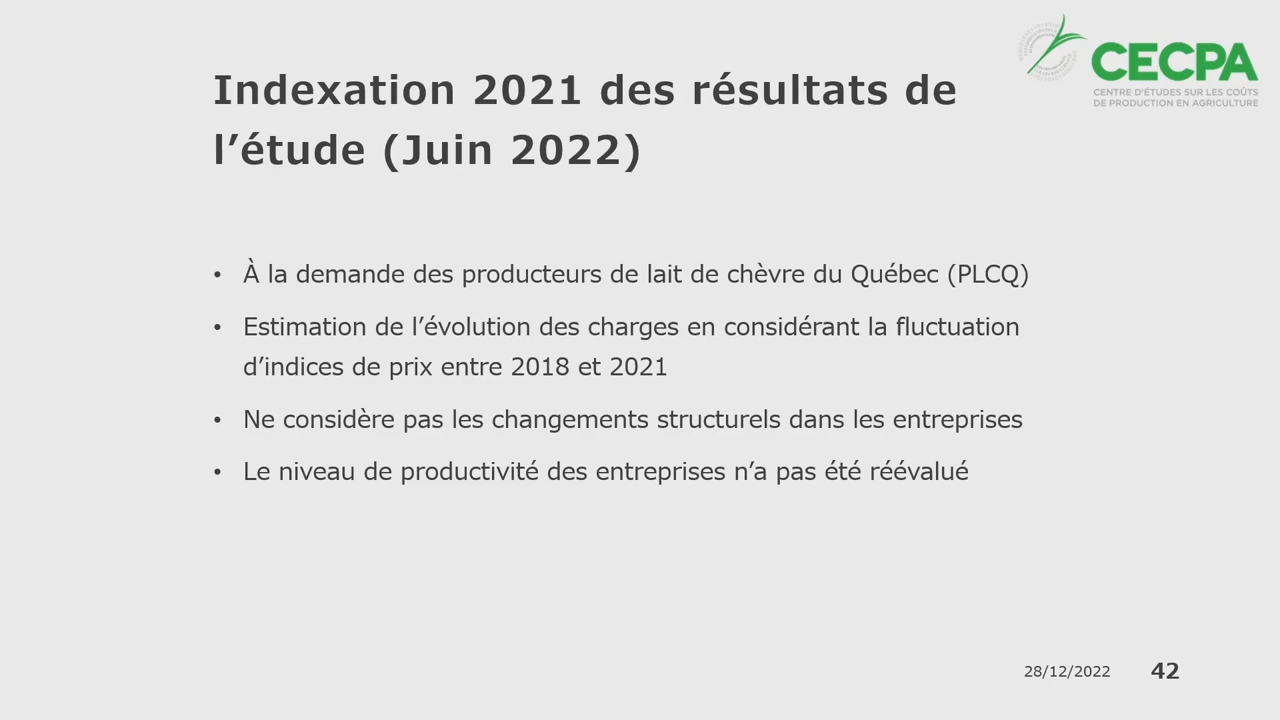 CECPA
CENTRE D'ÉTUDES SUR LES COÛTS
DE PRODUCTION EN AGRICULTURE
Indexation 2021 des résultats de
l’étude (Juin 2022)
• À la demande des producteurs de lait de chèvre du Québec (PLCQ)
• Estimation de l’évolution des charges en considérant la fluctuation
d’indices de prix entre 2018 et 2021
• Ne considère pas les changements structurels dans les entreprises
• Le niveau de productivité des entreprises n’a pas été réévalué
28/12/2022 42